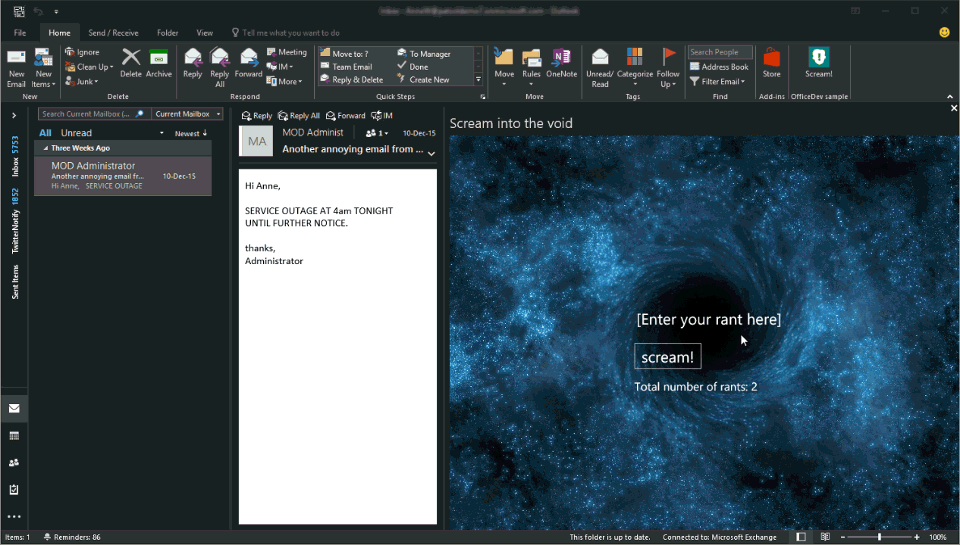 File Home Send / Receive Folder View Tell me what you want to do
New Email
New Items
Ignore
Clean Up
Junk
Delete
Archive
Delete
Reply
Reply All
Forward
Meeting
IM
More
Respond
Move to: ?
Team Email
Reply & Delete
To Manager
Done
Create New
Quick Steps
Move
Rules
OneNote
Move
Unread/ Read
Categorize
Follow Up
Tags
Search People
Address Book
Filter Email
Find
Store
Add-ins
Scream!
OfficeDev sample
Inbox 5753
TwitterNotify 1852
Sent Items
Search Current Mailbox (... Current Mailbox
All Unread Newest ↓
Three Weeks Ago
MOD Administrator
Another annoying email fr... 10-Dec-15
Hi Anne, SERVICE OUTAGE
Reply Reply All Forward IM
MA
MOD Administ 1 10-Dec-15
Another annoying email from ...
Hi Anne,
SERVICE OUTAGE AT 4am TONIGHT
UNTIL FURTHER NOTICE.
thanks,
Administrator
Scream into the void
[Enter your rant here]
scream!
Total number of rants: 2
Items: 1 Reminders: 86 This folder is up to date. Connected to: Microsoft Exchange 100%